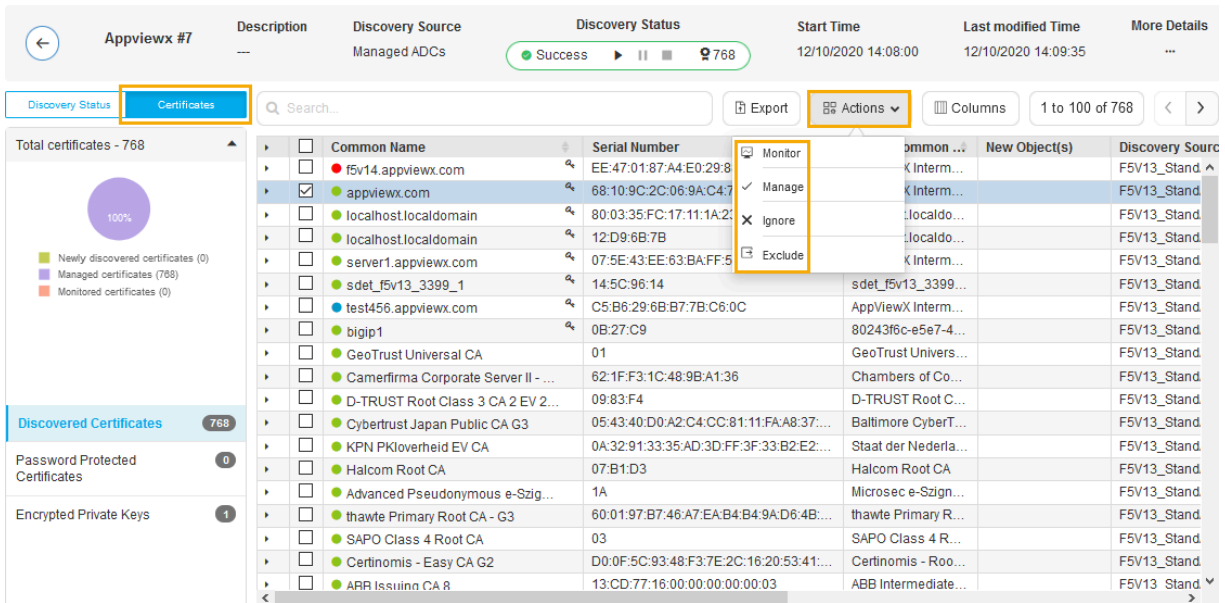 Appviewx #7
Description
---
Discovery Source
Managed ADCs
Discovery Status
Success 768
Start Time
12/10/2020 14:08:00
Last modified Time
12/10/2020 14:09:35
More Details
...
Discovery Status Certificates
Search...
Export Actions Columns 1 to 100 of 768
Total certificates - 768
100%
Newly discovered certificates (0)
Managed certificates (768)
Monitored certificates (0)
Discovered Certificates 768
Password Protected
Certificates 0
Encrypted Private Keys 1
Common Name Serial Number ommon ... New Object(s) Discovery Sourc
f5v14.appviewx.com EE:47:01:87:A4:E0:29:8 X Interm... F5V13_Stand.
appviewx.com 68:10:9C:2C:06:9A:C4:7 X Interm... F5V13_Stand.
localhost.localdomain 80:03:35:FC:17:11:1A:23 t.localdo... F5V13_Stand.
localhost.localdomain 12:D9:6B:7B t.localdo... F5V13_Stand.
server1.appviewx.com 07:5E:43:EE:63:BA:FF:5 X Interm... F5V13_Stand.
sdet_f5v13_3399_1 14:5C:96:14 sdet_f5v13_3399... F5V13_Stand.
test456.appviewx.com C5:B6:29:6B:B7:7B:C6:0C AppViewX Interm... F5V13_Stand.
bigip1 0B:27:C9 80243f6c-e5e7-4... F5V13_Stand.
GeoTrust Universal CA 01 GeoTrust Univers... F5V13_Stand.
Camerfirma Corporate Server II - ... 62:1F:F3:1C:48:9B:A1:36 Chambers of Co... F5V13_Stand.
D-TRUST Root Class 3 CA 2 EV 2... 09:83:F4 D-TRUST Root C... F5V13_Stand.
Cybertrust Japan Public CA G3 05:43:40:D0:A2:C4:CC:81:11:FA:A8:37:... Baltimore CyberT... F5V13_Stand.
KPN PKIoverheid EV CA 0A:32:91:33:35:AD:3D:FF:3F:33:B2:E2:... Staat der Nederla... F5V13_Stand.
Halcom Root CA 07:B1:D3 Halcom Root CA F5V13_Stand.
Advanced Pseudonymous e-Szig... 1A Microsec e-Szign... F5V13_Stand.
thawte Primary Root CA - G3 60:01:97:B7:46:A7:EA:B4:B4:9A:D6:4B:... thawte Primary R... F5V13_Stand.
SAPO Class 4 Root CA 03 SAPO Class 4 R... F5V13_Stand.
Certinomis - Easy CA G2 D0:0F:5C:93:48:F3:7E:2C:16:20:53:41:... Certinomis - Roo... F5V13_Stand.
ABB Issuing CA 8 13:CD:77:16:00:00:00:00:00:03 ABB Intermediate... F5V13 Stand.
Monitor
Manage
Ignore
Exclude